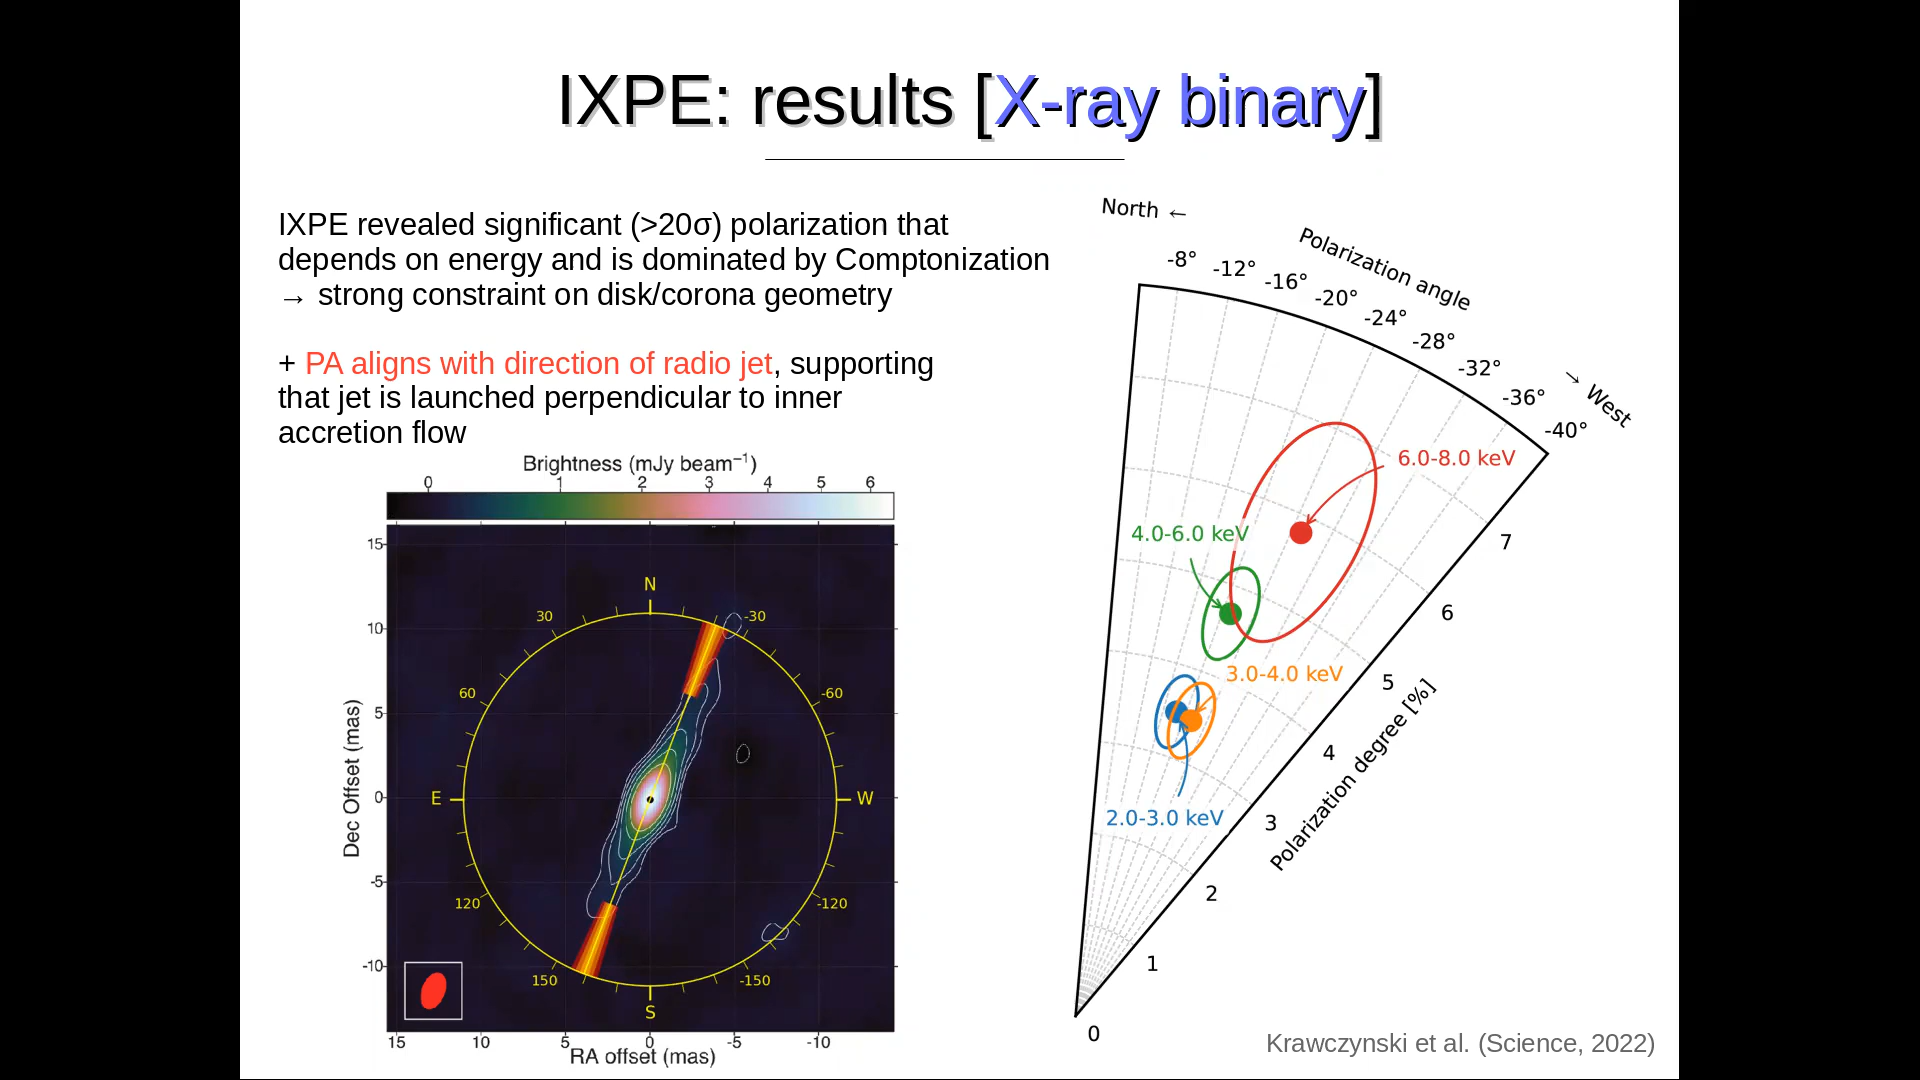 IXPE: results [X-ray binary]
IXPE revealed significant (>20σ) polarization that
depends on energy and is dominated by Comptonization
→ strong constraint on disk/corona geometry
+ PA aligns with direction of radio jet, supporting
that jet is launched perpendicular to inner
accretion flow
Brightness (mJy beam⁻¹)
0 1 2 3 4 5 6
Dec Offset (mas)
15
10
5
0
-5
-10
N
30 -30
60 -60
E W
120 -120
150 -150
S
15 10 5 0 -5 -10
RA offset (mas)
North ←
Polarization angle
-8° -12° -16° -20° -24° -28° -32° -36° -40°
→ West
6.0-8.0 keV
4.0-6.0 keV
3.0-4.0 keV
2.0-3.0 keV
7
6
5
4
3
2
1
0
Polarization degree [%]
Krawczynski et al. (Science, 2022)